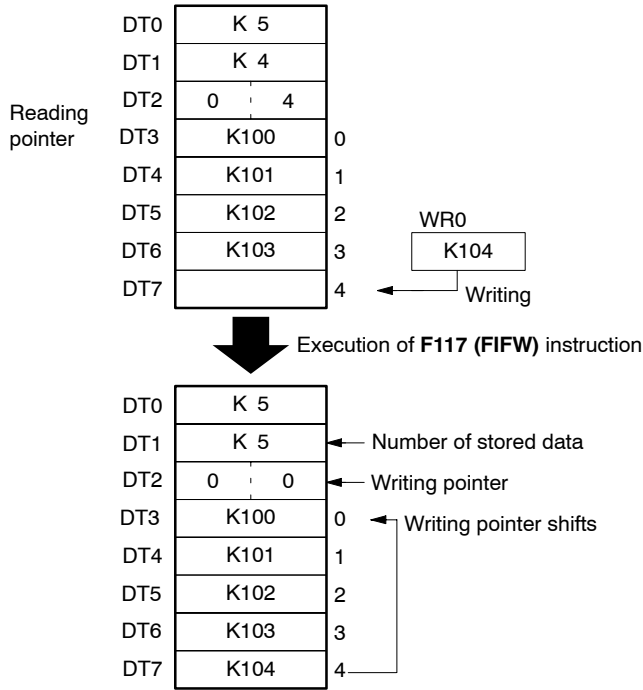 DT0 K 5
DT1 K 4
DT2 0 4
Reading
pointer
DT3 K100 0
DT4 K101 1
DT5 K102 2
WR0
DT6 K103 3 K104
DT7 4 Writing
Execution of F117 (FIFW) instruction
DT0 K 5
DT1 K 5 Number of stored data
DT2 0 0 Writing pointer
DT3 K100 0 Writing pointer shifts
DT4 K101 1
DT5 K102 2
DT6 K103 3
DT7 K104 4